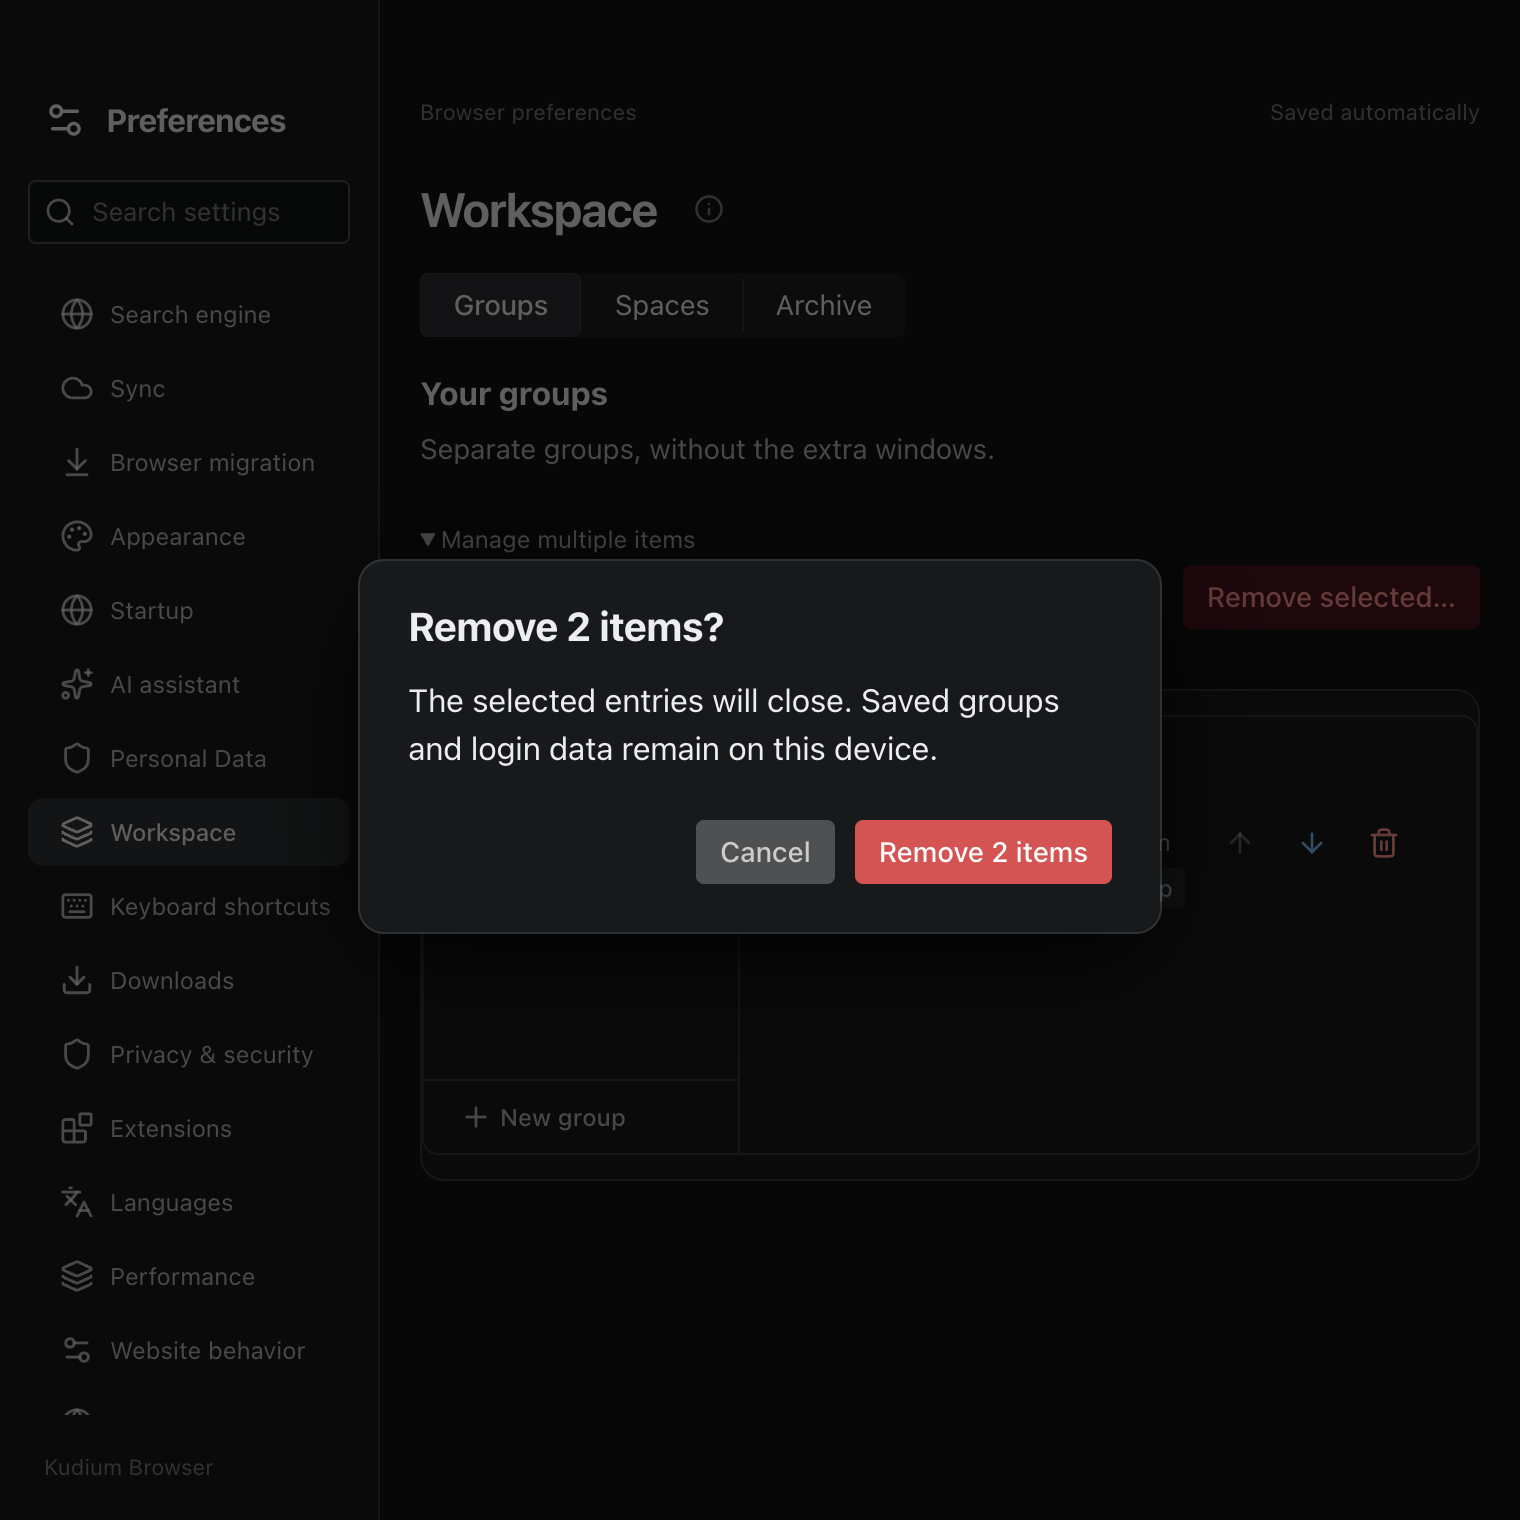 Preferences
Search settings
Search engine
Sync
Browser migration
Appearance
Startup
AI assistant
Personal Data
Workspace
Keyboard shortcuts
Downloads
Privacy & security
Extensions
Languages
Performance
Website behavior
Kudium Browser
Browser preferences
Saved automatically
Workspace
Groups
Spaces
Archive
Your groups
Separate groups, without the extra windows.
Manage multiple items
Remove selected...
Remove 2 items?
The selected entries will close. Saved groups
and login data remain on this device.
Cancel
Remove 2 items
New group